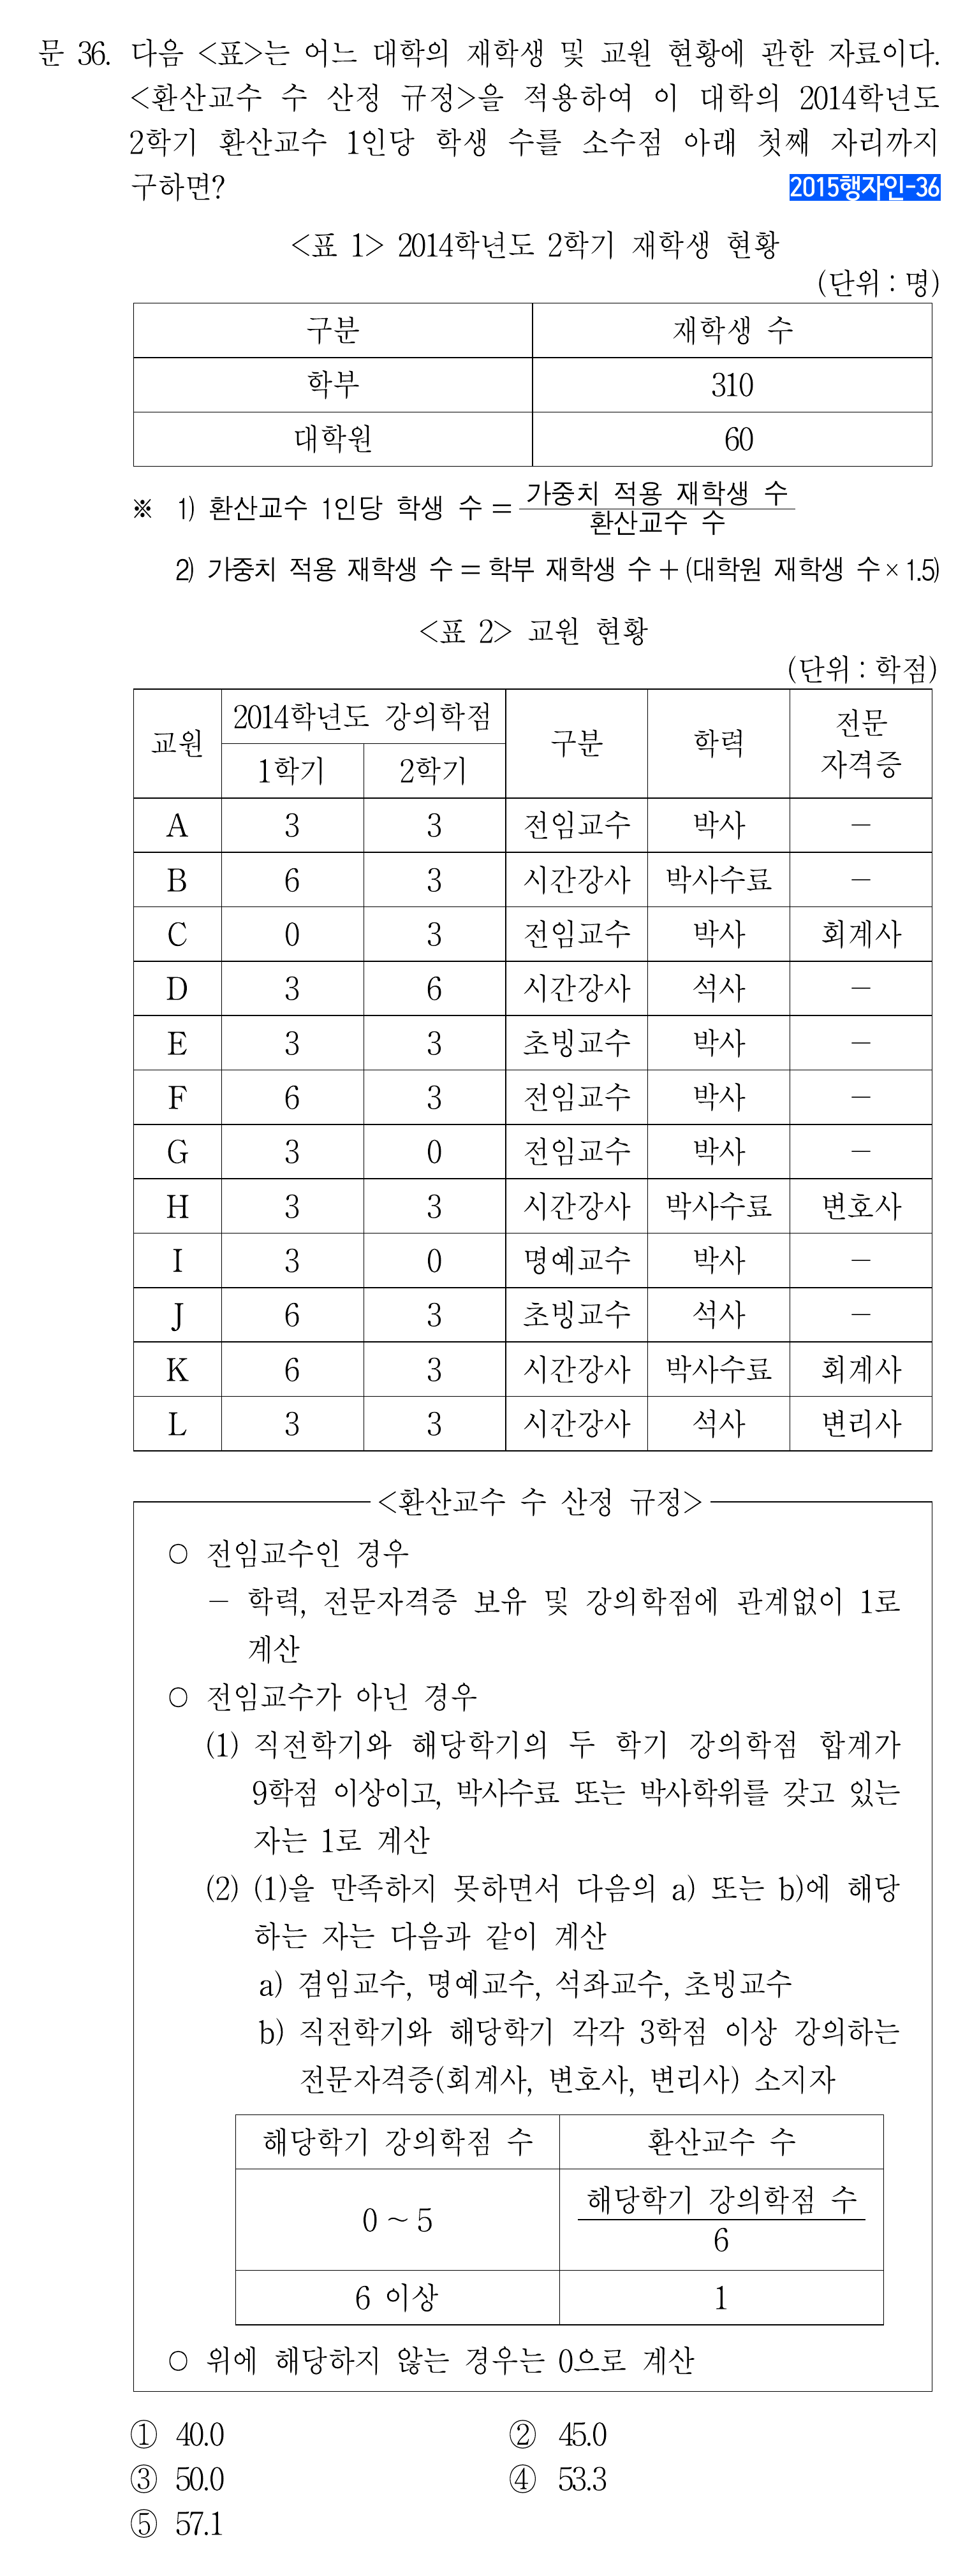 문 36. 다음 <표>는 어느 대학의 재학생 및 교원 현황에 관한 자료이다.
<환산교수 수 산정 규정>을 적용하여 이 대학의 2014학년도
2학기 환산교수 1인당 학생 수를 소수점 아래 첫째 자리까지
구하면?
2015행자인-36
<표 1> 2014학년도 2학기 재학생 현황
(단위 : 명)
구분 재학생 수
학부 310
대학원 60
※ 1) 환산교수 1인당 학생 수 = 가중치 적용 재학생 수 / 환산교수 수
2) 가중치 적용 재학생 수 = 학부 재학생 수 + (대학원 재학생 수 × 1.5)
<표 2> 교원 현황
(단위 : 학점)
교원 2014학년도 강의학점 구분 학력 전문 자격증
1학기 2학기
A 3 3 전임교수 박사 －
B 6 3 시간강사 박사수료 －
C 0 3 전임교수 박사 회계사
D 3 6 시간강사 석사 －
E 3 3 초빙교수 박사 －
F 6 3 전임교수 박사 －
G 3 0 전임교수 박사 －
H 3 3 시간강사 박사수료 변호사
I 3 0 명예교수 박사 －
J 6 3 초빙교수 석사 －
K 6 3 시간강사 박사수료 회계사
L 3 3 시간강사 석사 변리사
<환산교수 수 산정 규정>
○ 전임교수인 경우
－ 학력, 전문자격증 보유 및 강의학점에 관계없이 1로
계산
○ 전임교수가 아닌 경우
(1) 직전학기와 해당학기의 두 학기 강의학점 합계가
9학점 이상이고, 박사수료 또는 박사학위를 갖고 있는
자는 1로 계산
(2) (1)을 만족하지 못하면서 다음의 a) 또는 b)에 해당
하는 자는 다음과 같이 계산
a) 겸임교수, 명예교수, 석좌교수, 초빙교수
b) 직전학기와 해당학기 각각 3학점 이상 강의하는
전문자격증(회계사, 변호사, 변리사) 소지자
해당학기 강의학점 수 환산교수 수
0 ~ 5 해당학기 강의학점 수 / 6
6 이상 1
○ 위에 해당하지 않는 경우는 0으로 계산
① 40.0 ② 45.0
③ 50.0 ④ 53.3
⑤ 57.1